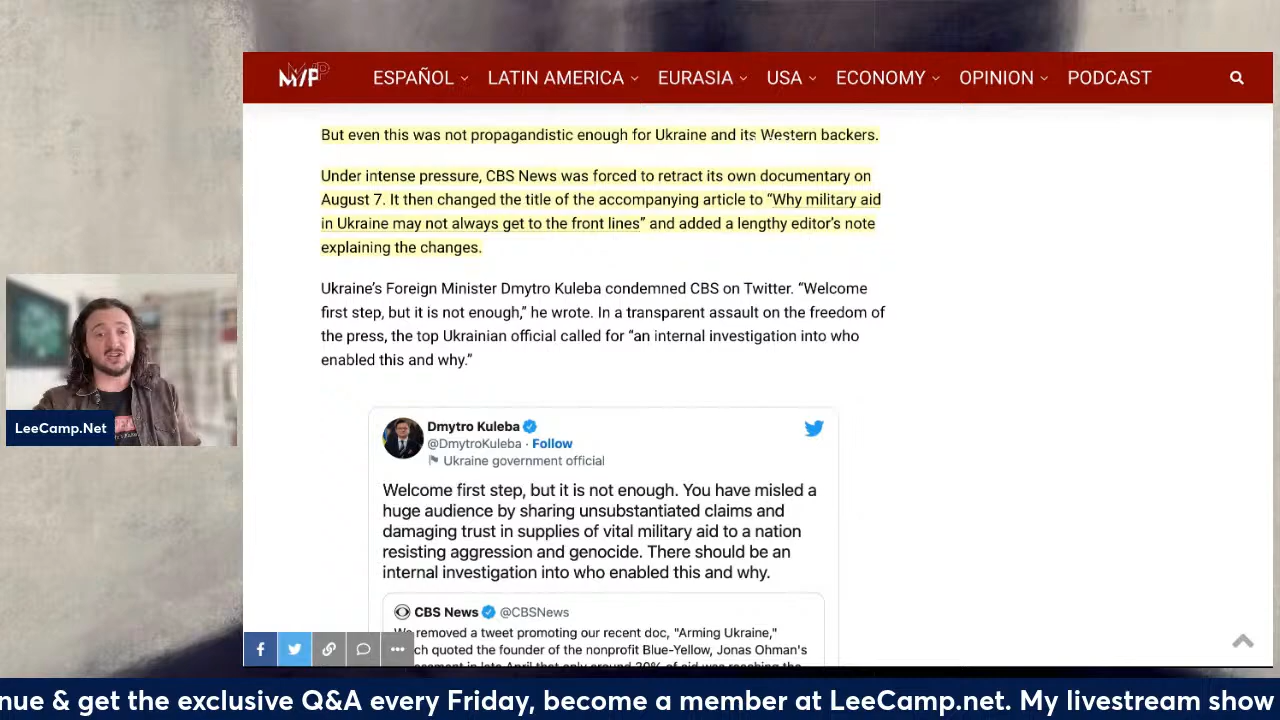 M/P
ESPAÑOL LATIN AMERICA EURASIA USA ECONOMY OPINION PODCAST
But even this was not propagandistic enough for Ukraine and its Western backers.
Under intense pressure, CBS News was forced to retract its own documentary on
August 7. It then changed the title of the accompanying article to “Why military aid
in Ukraine may not always get to the front lines” and added a lengthy editor’s note
explaining the changes.
Ukraine’s Foreign Minister Dmytro Kuleba condemned CBS on Twitter. “Welcome
first step, but it is not enough,” he wrote. In a transparent assault on the freedom of
the press, the top Ukrainian official called for “an internal investigation into who
enabled this and why.”
Dmytro Kuleba
@DmytroKuleba · Follow
Ukraine government official
Welcome first step, but it is not enough. You have misled a
huge audience by sharing unsubstantiated claims and
damaging trust in supplies of vital military aid to a nation
resisting aggression and genocide. There should be an
internal investigation into who enabled this and why.
CBS News @CBSNews
removed a tweet promoting our recent doc, "Arming Ukraine,"
quoted the founder of the nonprofit Blue-Yellow, Jonas Ohman's
LeeCamp.Net
nue & get the exclusive Q&A every Friday, become a member at LeeCamp.net. My livestream show